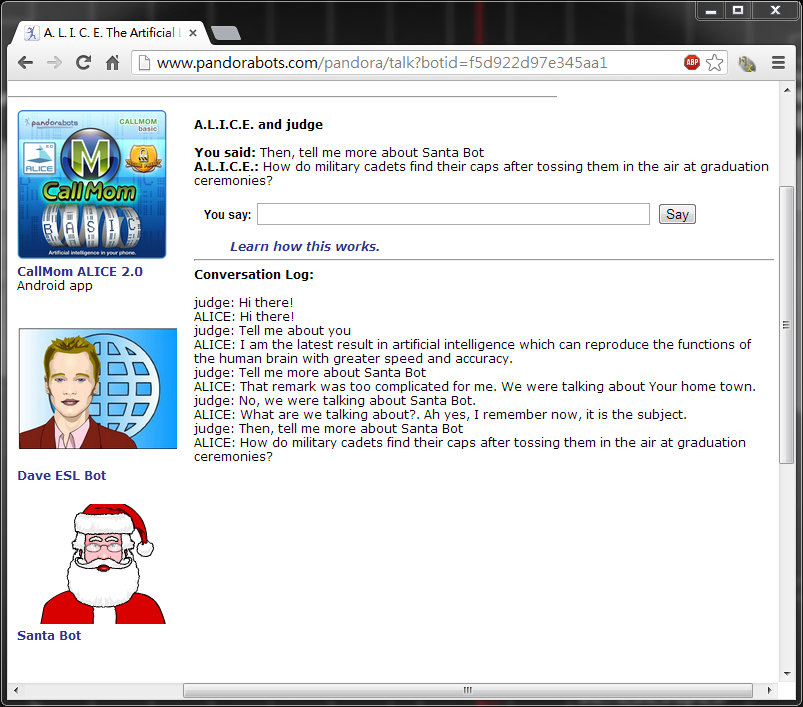 A. L. I. C. E. The Artificial
www.pandorabots.com/pandora/talk?botid=f5d922d97e345aa1
ABP
pandorabots
CALLMOM
basic
ALICE
M
CallMom
BASIC
Artificial intelligence in your phone.
CallMom ALICE 2.0
Android app
Dave ESL Bot
Santa Bot
A.L.I.C.E. and judge
You said: Then, tell me more about Santa Bot
A.L.I.C.E.: How do military cadets find their caps after tossing them in the air at graduation
ceremonies?
You say:
Say
Learn how this works.
Conversation Log:
judge: Hi there!
ALICE: Hi there!
judge: Tell me about you
ALICE: I am the latest result in artificial intelligence which can reproduce the functions of
the human brain with greater speed and accuracy.
judge: Tell me more about Santa Bot
ALICE: That remark was too complicated for me. We were talking about Your home town.
judge: No, we were talking about Santa Bot.
ALICE: What are we talking about?. Ah yes, I remember now, it is the subject.
judge: Then, tell me more about Santa Bot
ALICE: How do military cadets find their caps after tossing them in the air at graduation
ceremonies?